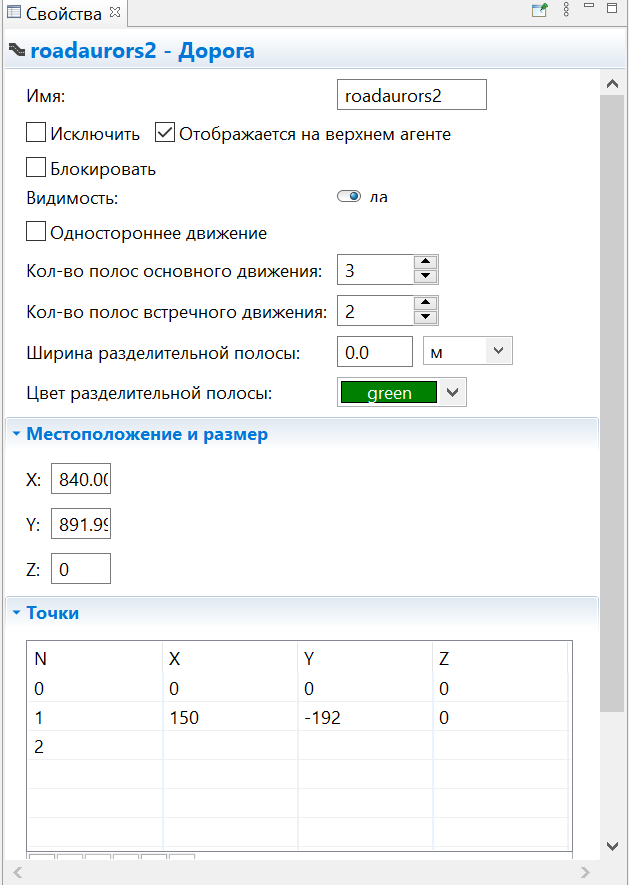 Свойства
roadaurors2 - Дорога
Имя: roadaurors2
Исключить Отображается на верхнем агенте
Блокировать
Видимость: да
Одностороннее движение
Кол-во полос основного движения: 3
Кол-во полос встречного движения: 2
Ширина разделительной полосы: 0.0 м
Цвет разделительной полосы: green
Местоположение и размер
X: 840.00
Y: 891.99
Z: 0
Точки
N X Y Z
0 0 0 0
1 150 -192 0
2